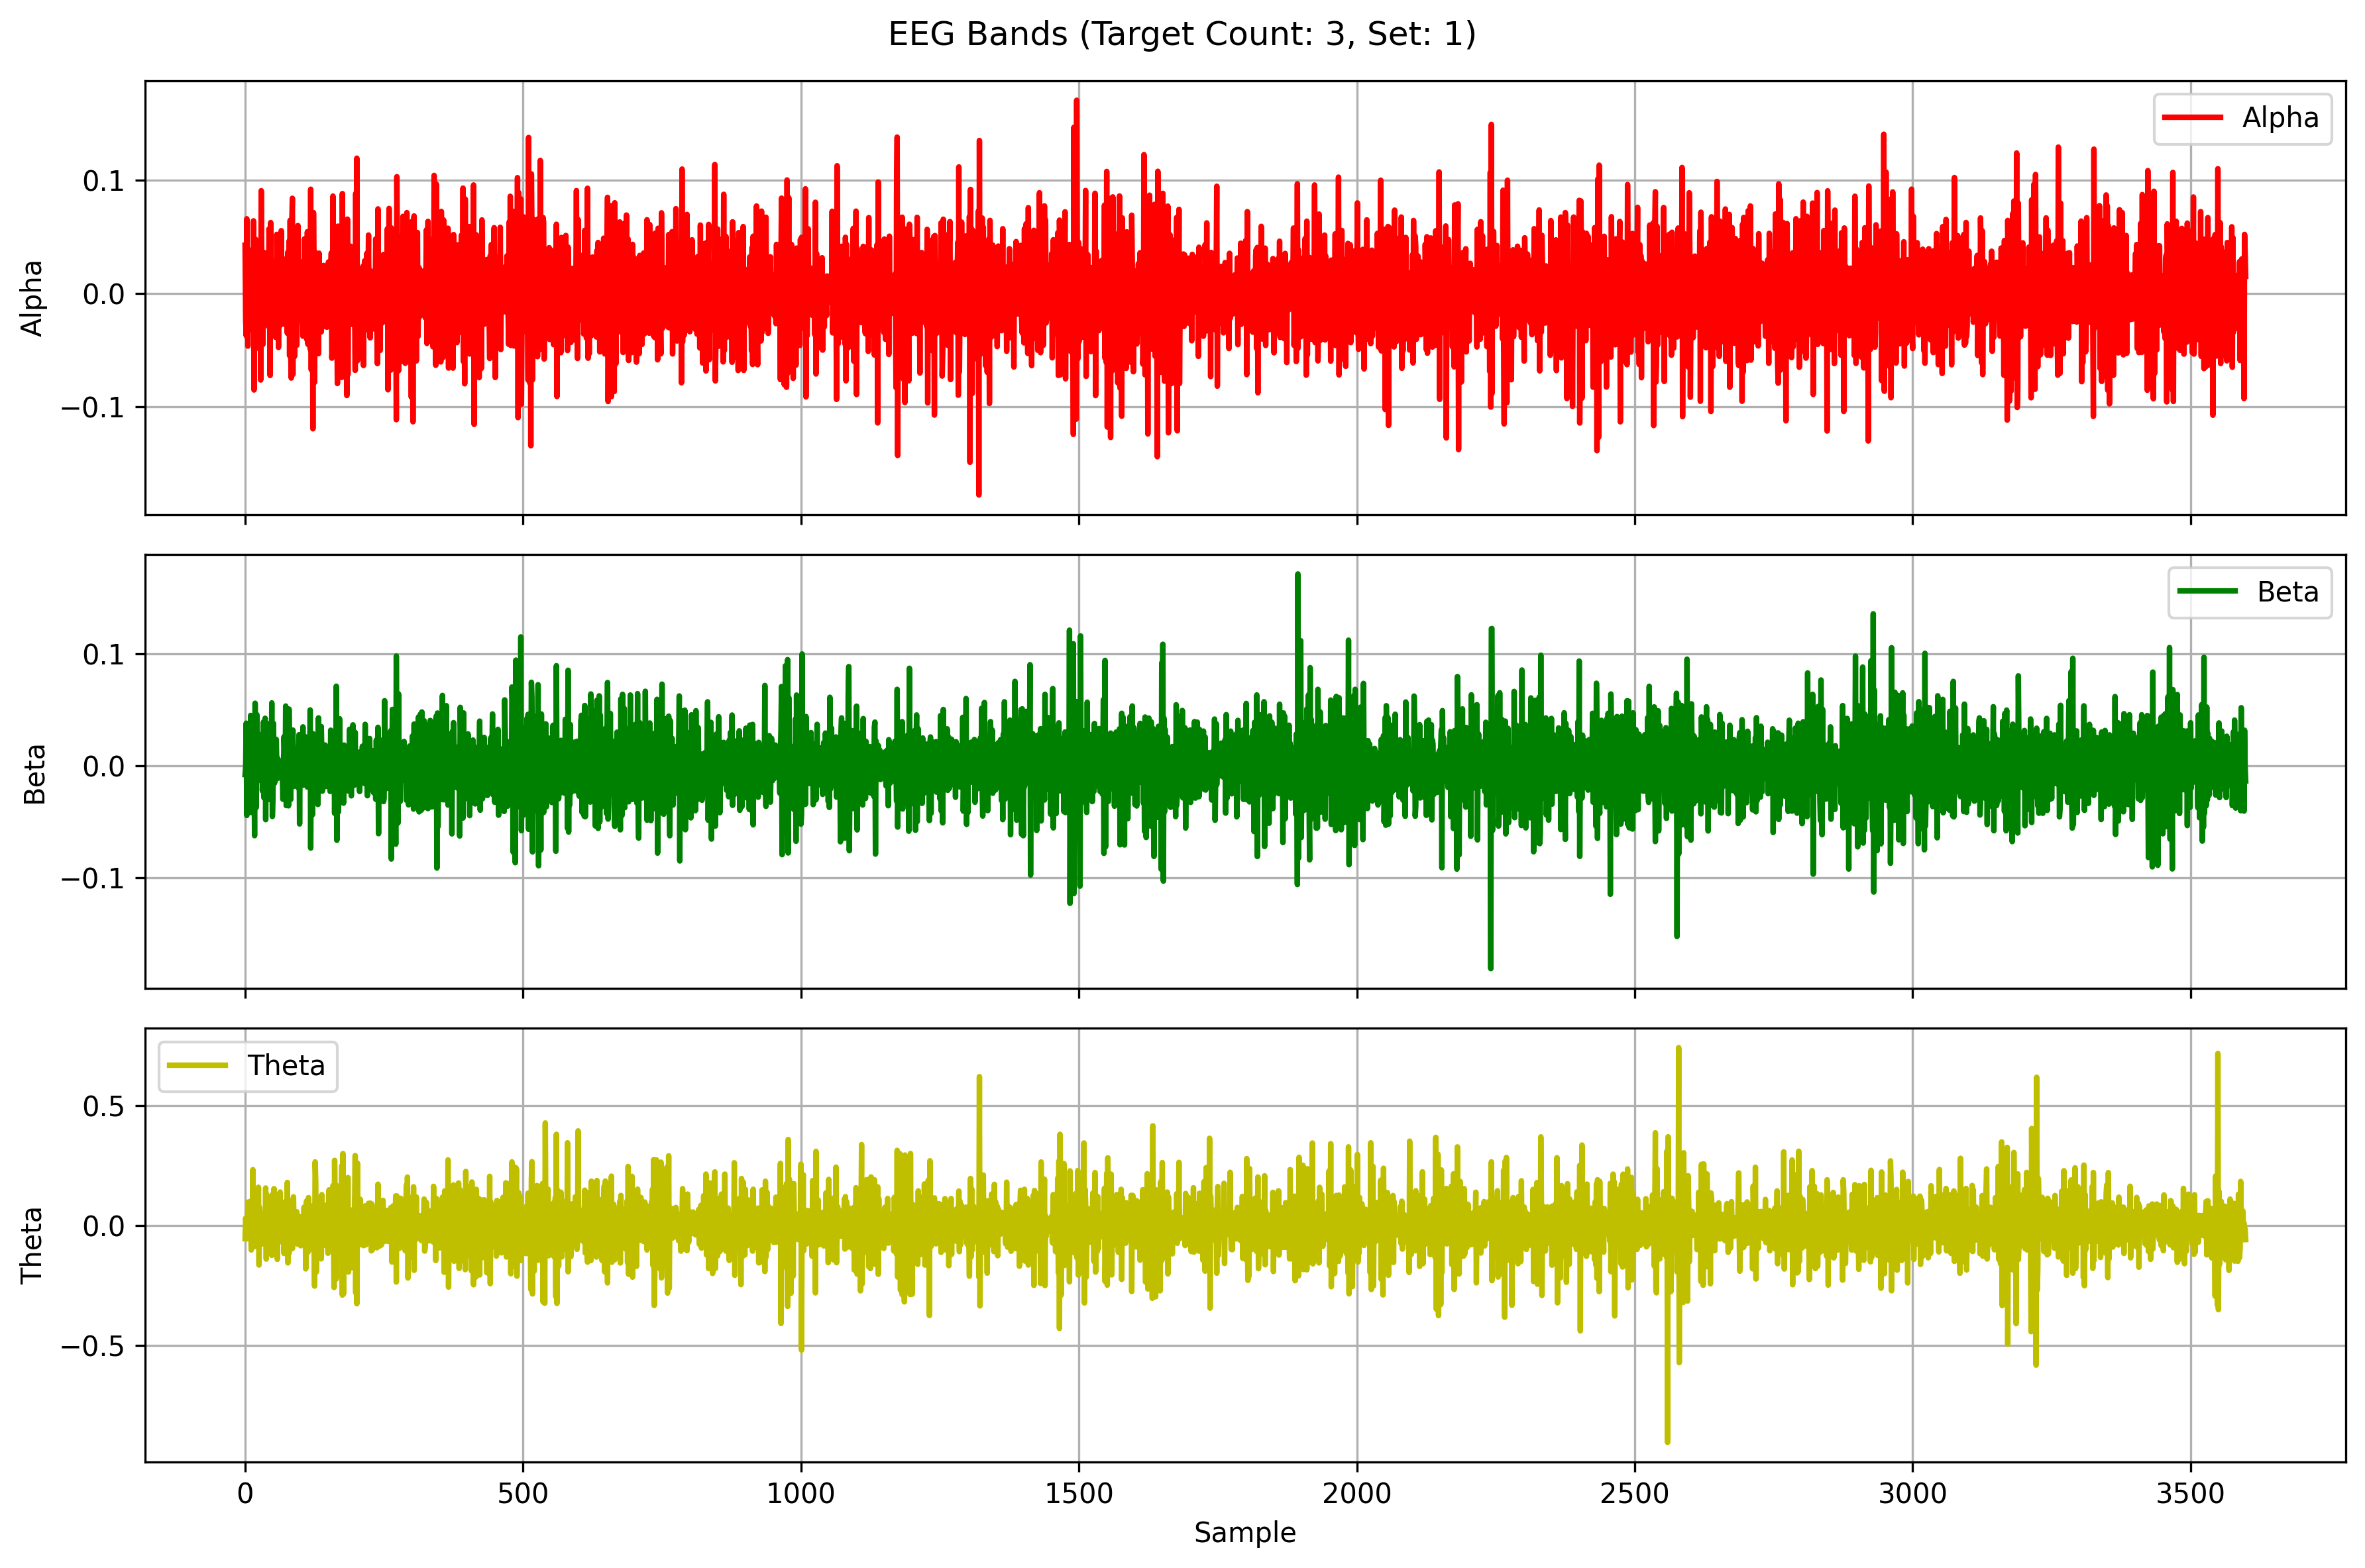 EEG Bands (Target Count: 3, Set: 1)
Alpha
0.1
0.0
−0.1
Alpha
Beta
0.1
0.0
−0.1
Beta
Theta
0.5
0.0
−0.5
Theta
0 500 1000 1500 2000 2500 3000 3500
Sample